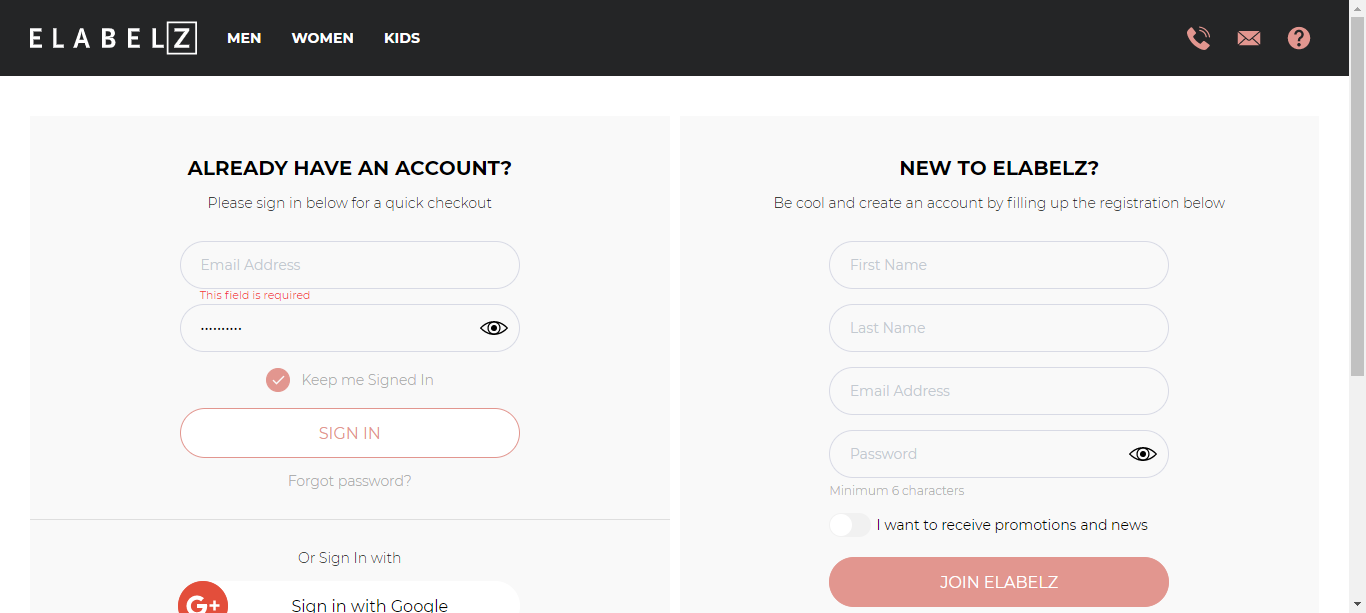 ELABELZ MEN WOMEN KIDS
ALREADY HAVE AN ACCOUNT?
Please sign in below for a quick checkout
Email Address
This field is required
Keep me Signed In
SIGN IN
Forgot password?
Or Sign In with
G+ Sign in with Google
NEW TO ELABELZ?
Be cool and create an account by filling up the registration below
First Name
Last Name
Email Address
Password
Minimum 6 characters
I want to receive promotions and news
JOIN ELABELZ